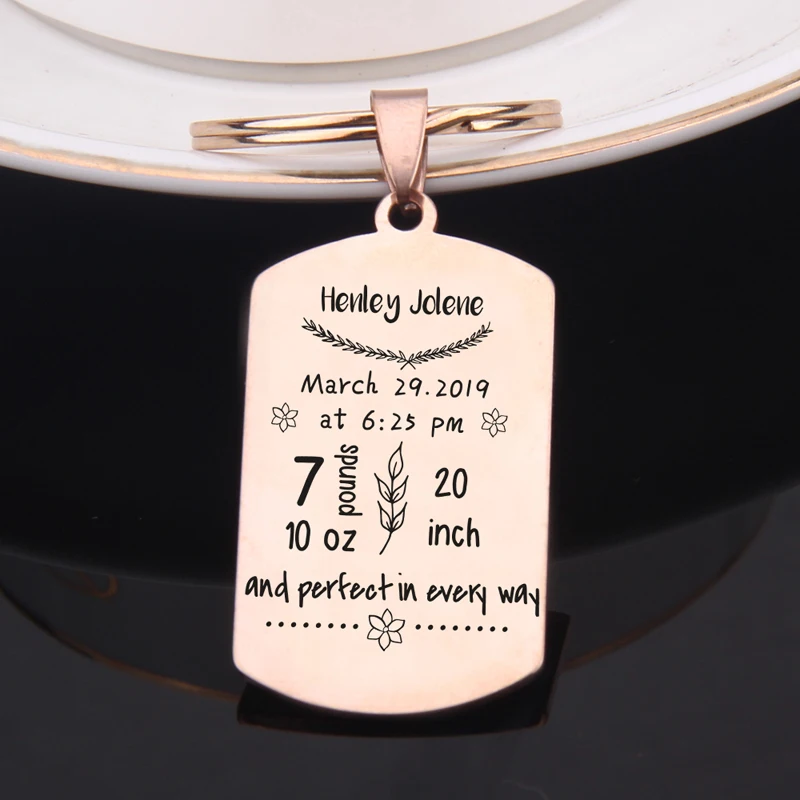 Henley Jolene
March 29.2019
at 6:25 pm
7 pounds
10 oz
20
inch
and perfect in every way